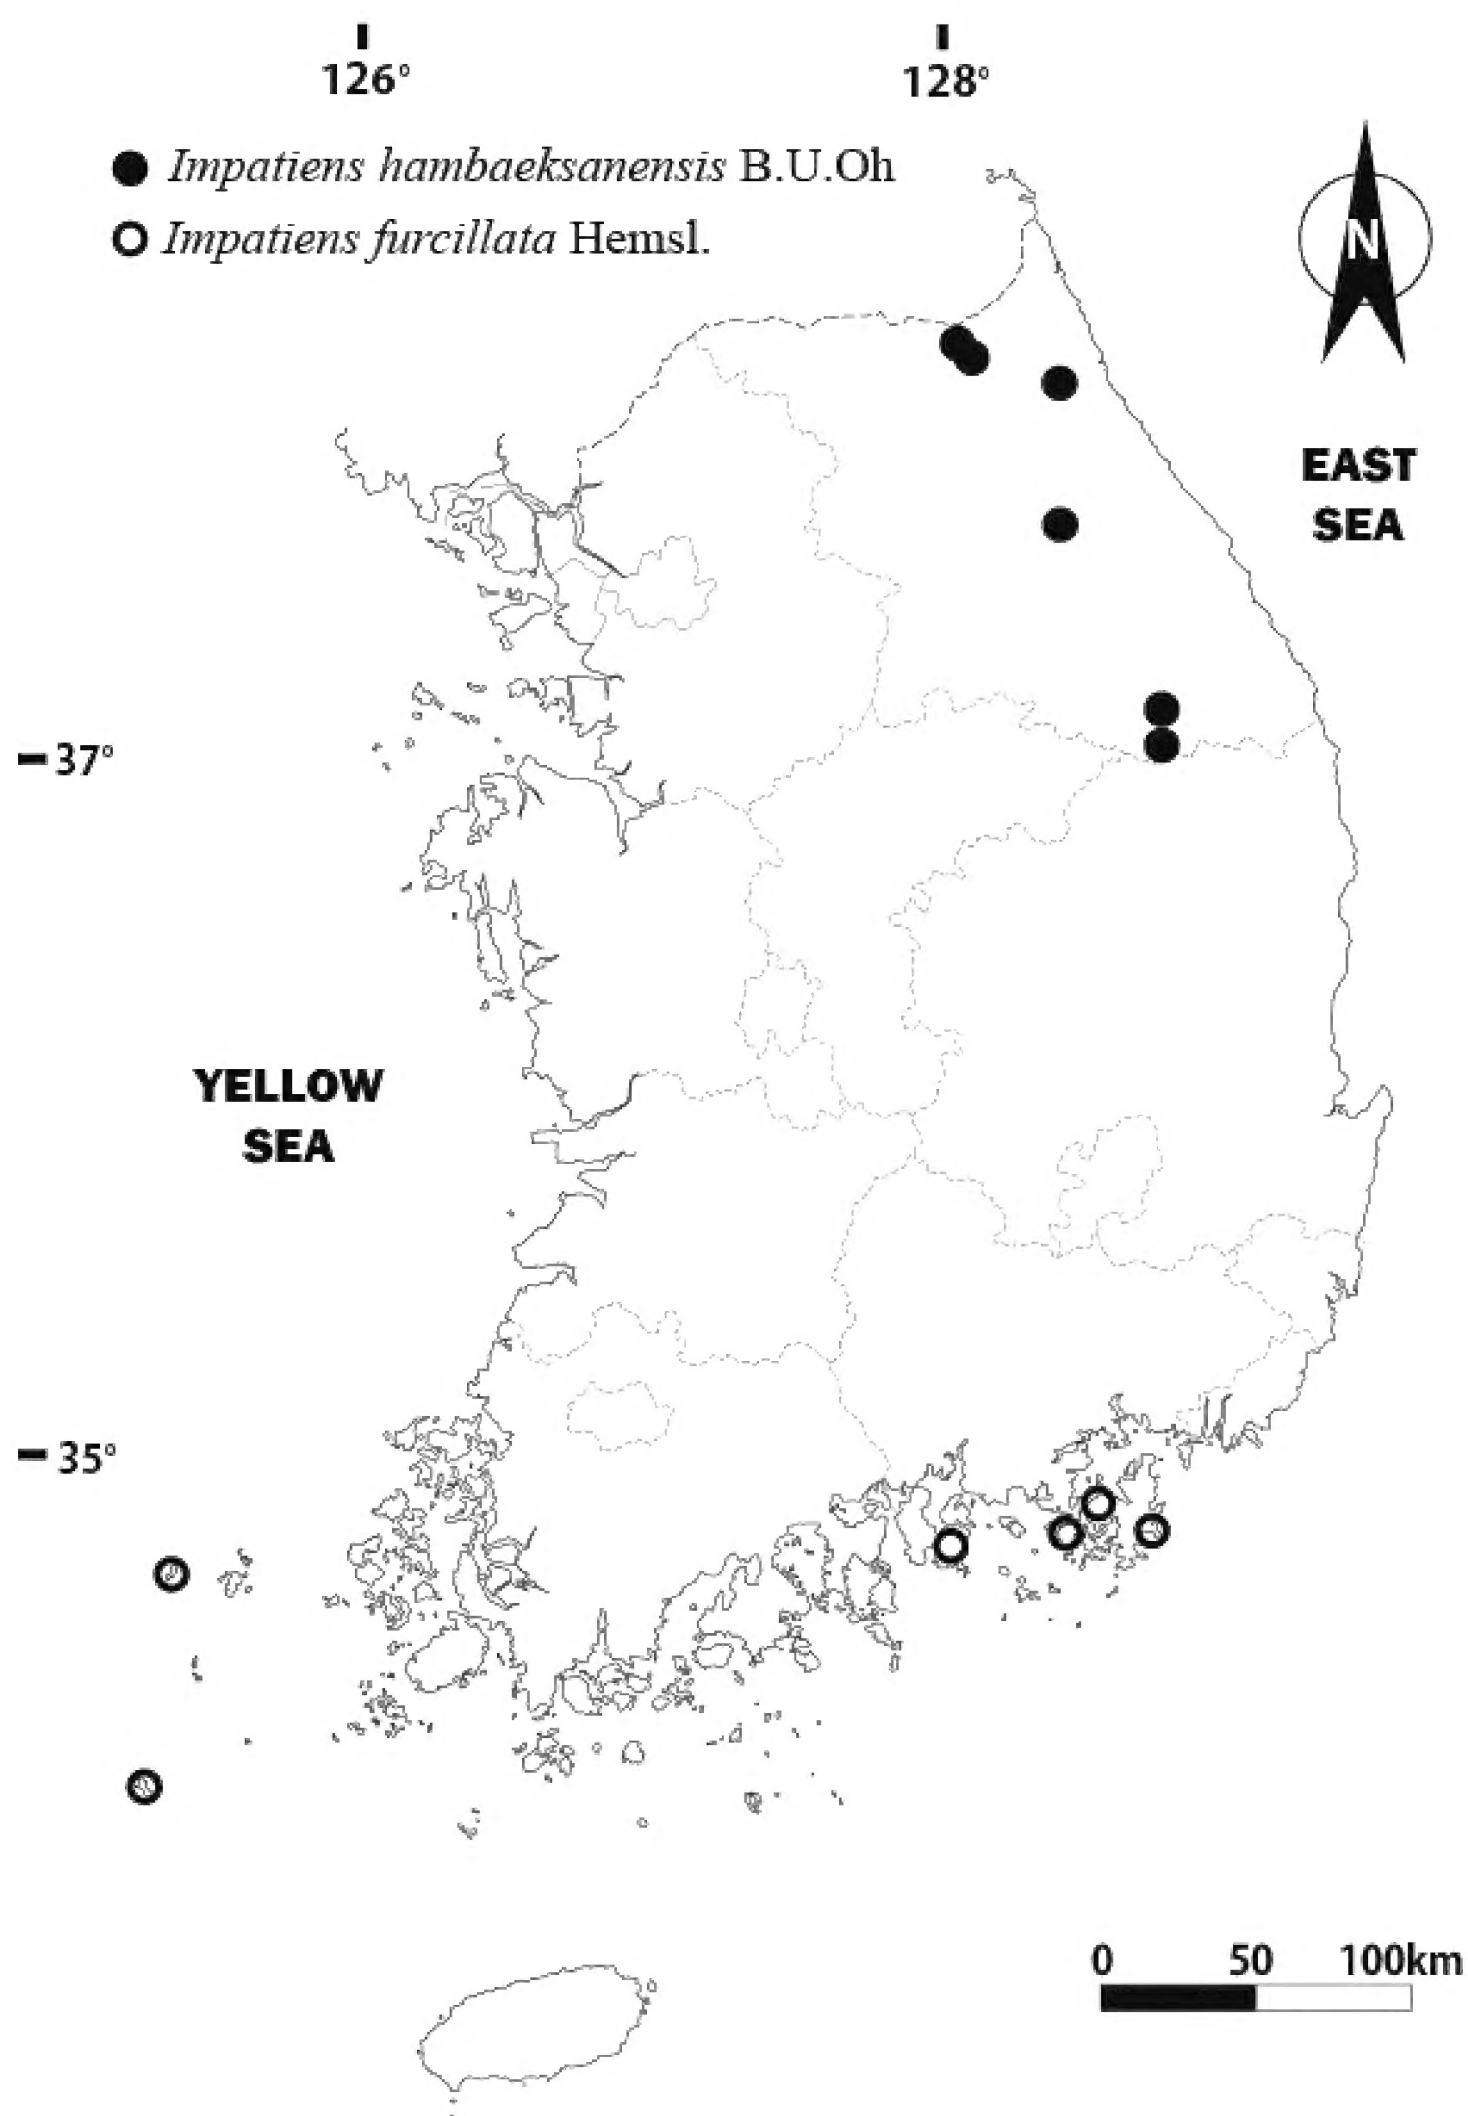 126°
128°
Impatiens hambaeksanensis B.U.Oh
Impatiens furcillata Hemsl.
N
EAST
SEA
37°
YELLOW
SEA
35°
0 50 100km